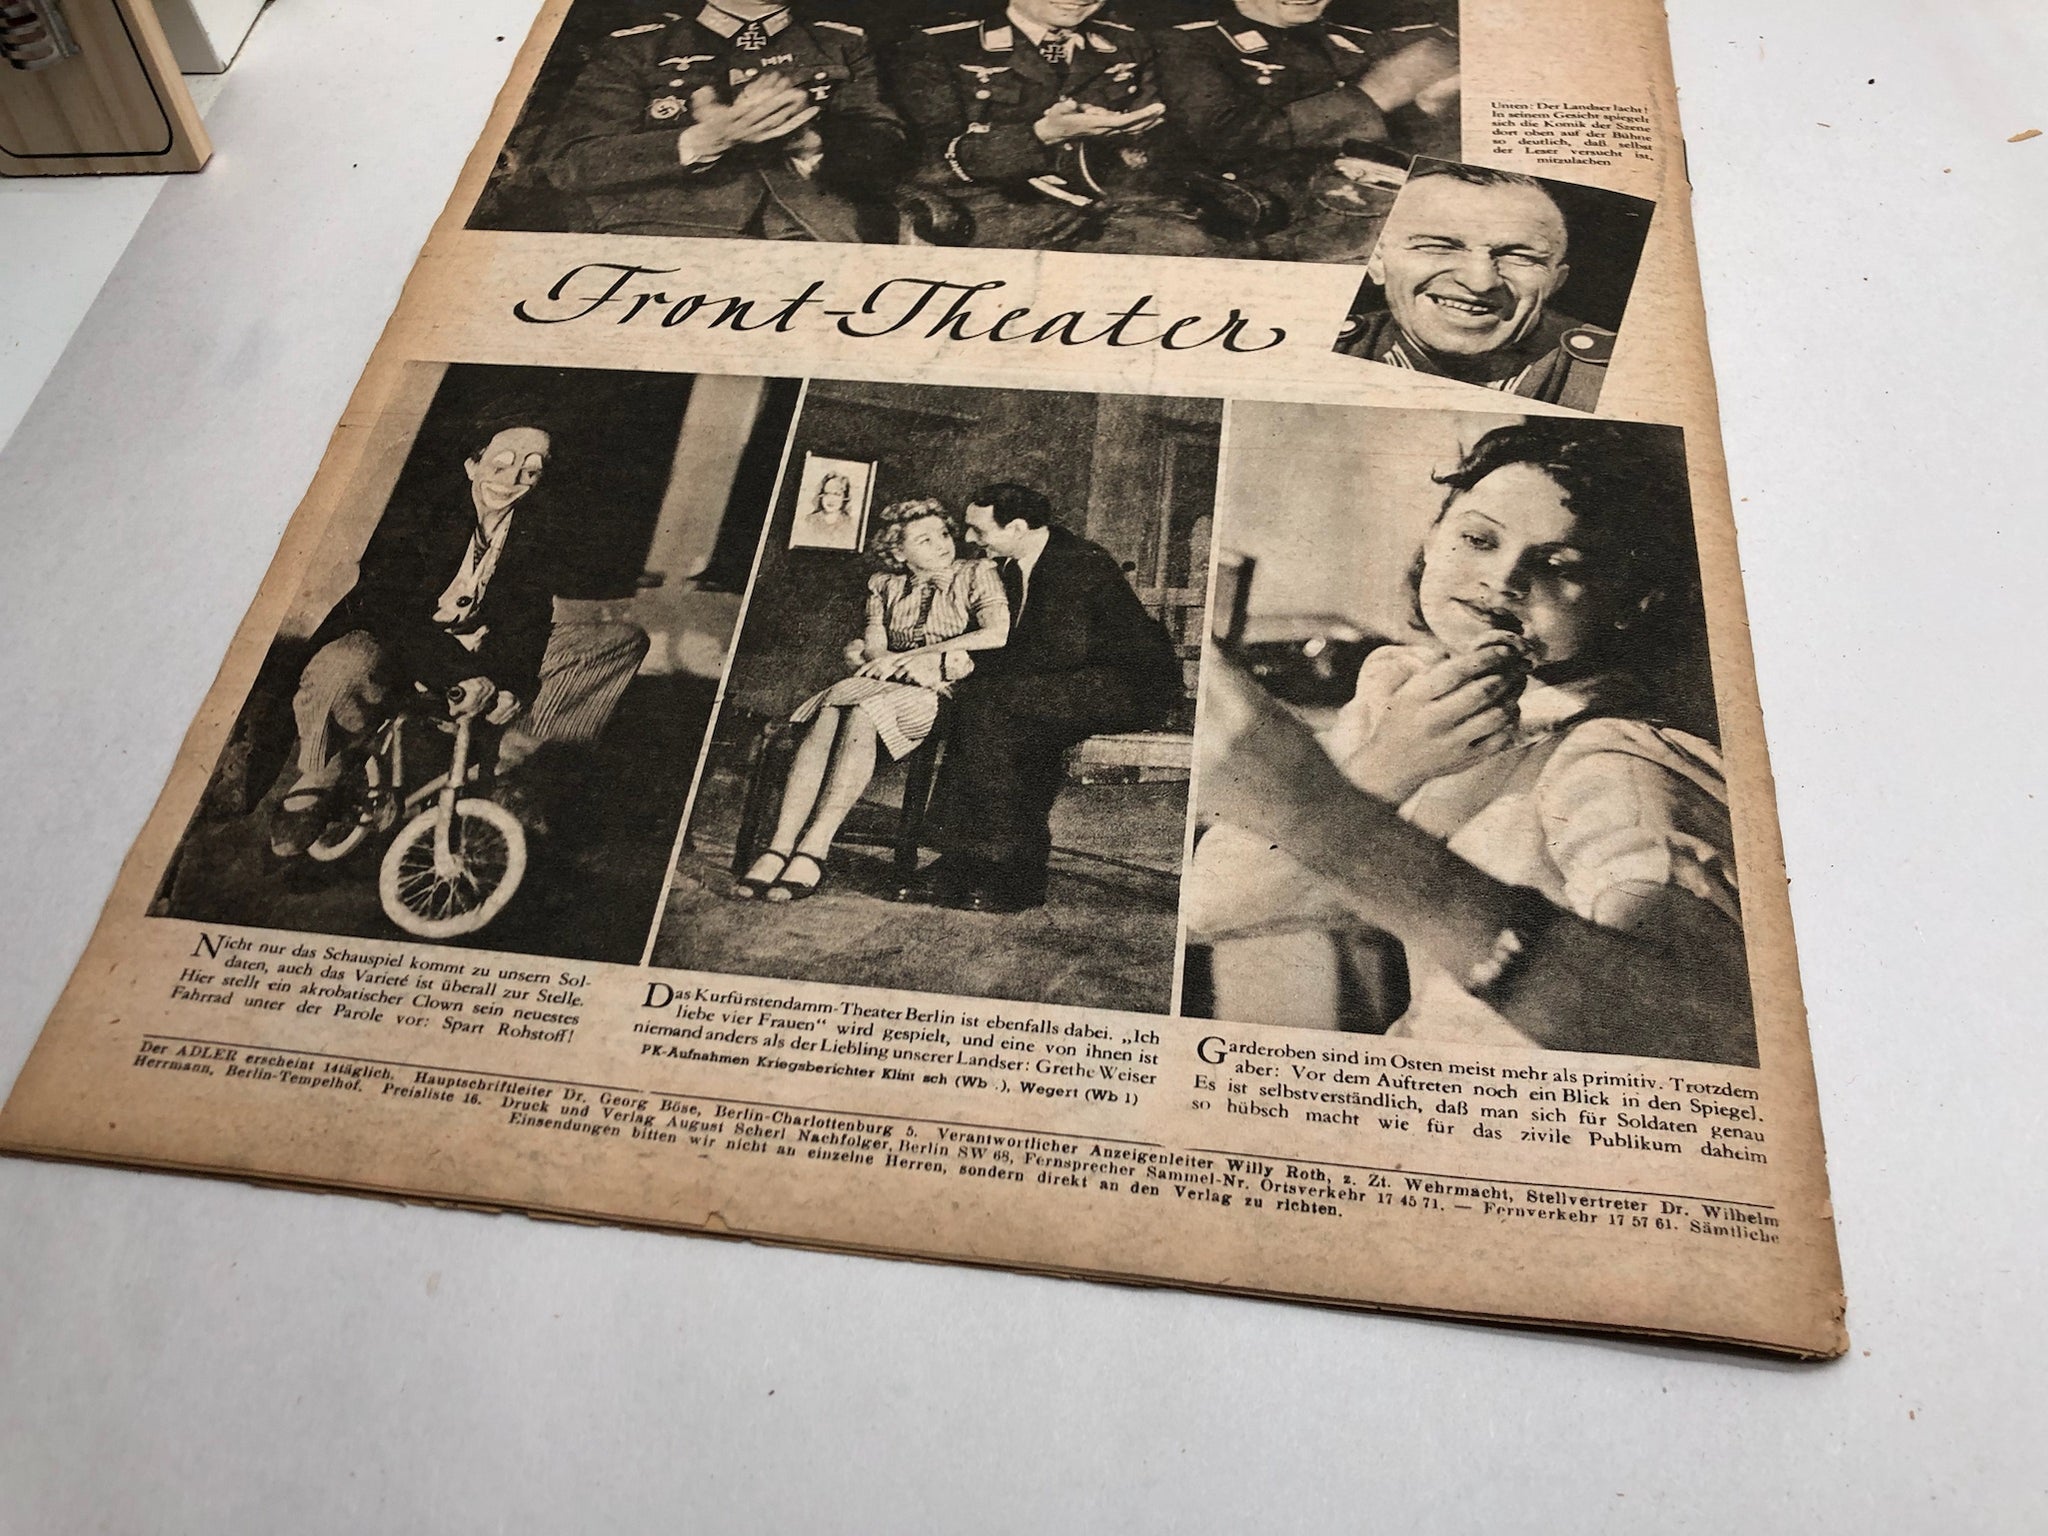 Unten: Der Landser lacht!
In seinem Gesicht spiegelt
sich die Komik der Szene
dort oben auf der Bühne
so deutlich, daß selbst
der Leser versucht ist,
mitzulachen
Front-Theater
Nicht nur das Schauspiel kommt zu unsern Sol-
daten, auch das Varieté ist überall zur Stelle.
Hier stellt ein akrobatischer Clown sein neuestes
Fahrrad unter der Parole vor: Spart Rohstoff!
Das Kurfürstendamm-Theater Berlin ist ebenfalls dabei. „Ich
liebe vier Frauen“ wird gespielt, und eine von ihnen ist
niemand anders als der Liebling unserer Landser: Grethe Weiser
PK-Aufnahmen Kriegsberichter (Wb .), Wegert (Wb 1)
Garderoben sind im Osten meist mehr als primitiv. Trotzdem
aber: Vor dem Auftreten noch ein Blick in den Spiegel.
Es ist selbstverständlich, daß man sich für Soldaten genau
so hübsch macht wie für das zivile Publikum daheim
Der ADLER erscheint 14täglich. Hauptschriftleiter Dr. Georg Böse, Berlin-Charlottenburg 5. Verantwortlicher Anzeigenleiter Willy Roth, z. Zt. Wehrmacht, Stellvertreter Dr. Wilhelm
Herrmann, Berlin-Tempelhof. Preisliste 16. Druck und Verlag August Scherl Nachfolger, Berlin SW 68, Fernsprecher Sammel-Nr. Ortsverkehr 17 45 71. — Fernverkehr 17 57 61. Sämtliche
Einsendungen bitten wir nicht an einzelne Herren, sondern direkt an den Verlag zu richten.